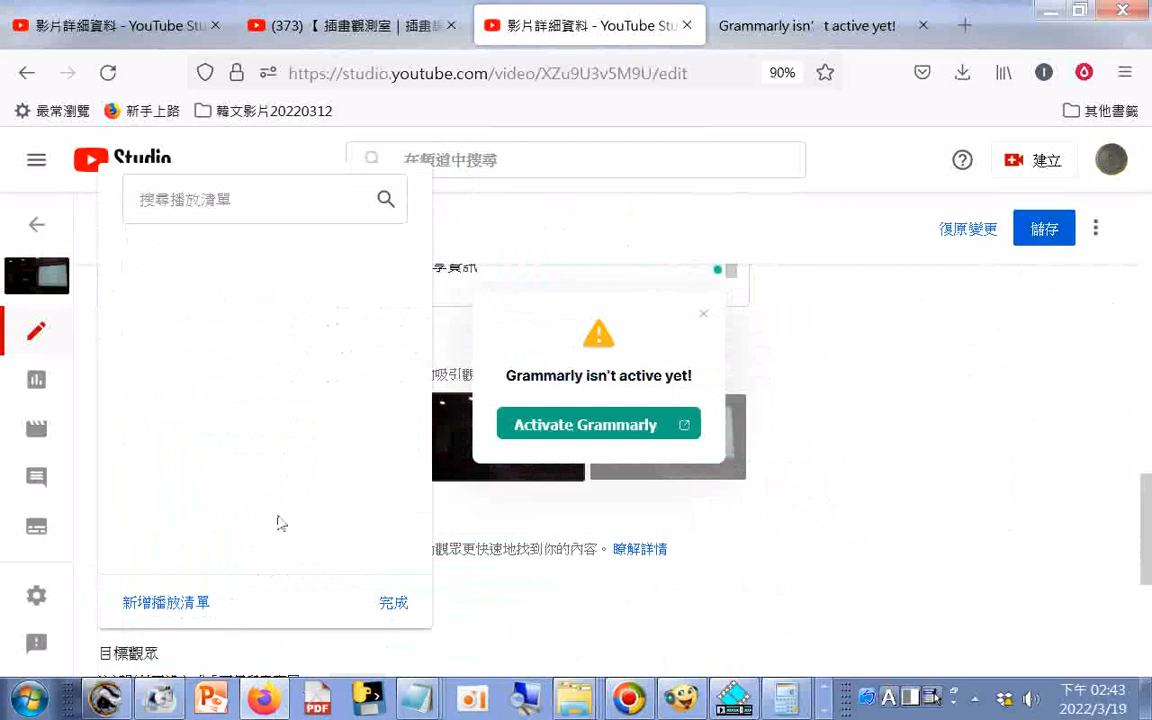 影片詳細資料 - YouTube Stu
(373)【 插畫觀測室｜插畫
影片詳細資料 - YouTube Stu
Grammarly isn't active yet!
https://studio.youtube.com/video/XZu9U3v5M9U/edit
90%
最常瀏覽
新手上路
韓文影片20220312
其他書籤
Studio
在頻道中搜尋
建立
搜尋播放清單
復原變更
儲存
Grammarly isn't active yet!
吸引觀
Activate Grammarly
觀眾更快速地找到你的內容。 瞭解詳情
新增播放清單
完成
目標觀眾
PDF
A
下午 02:43
2022/3/19